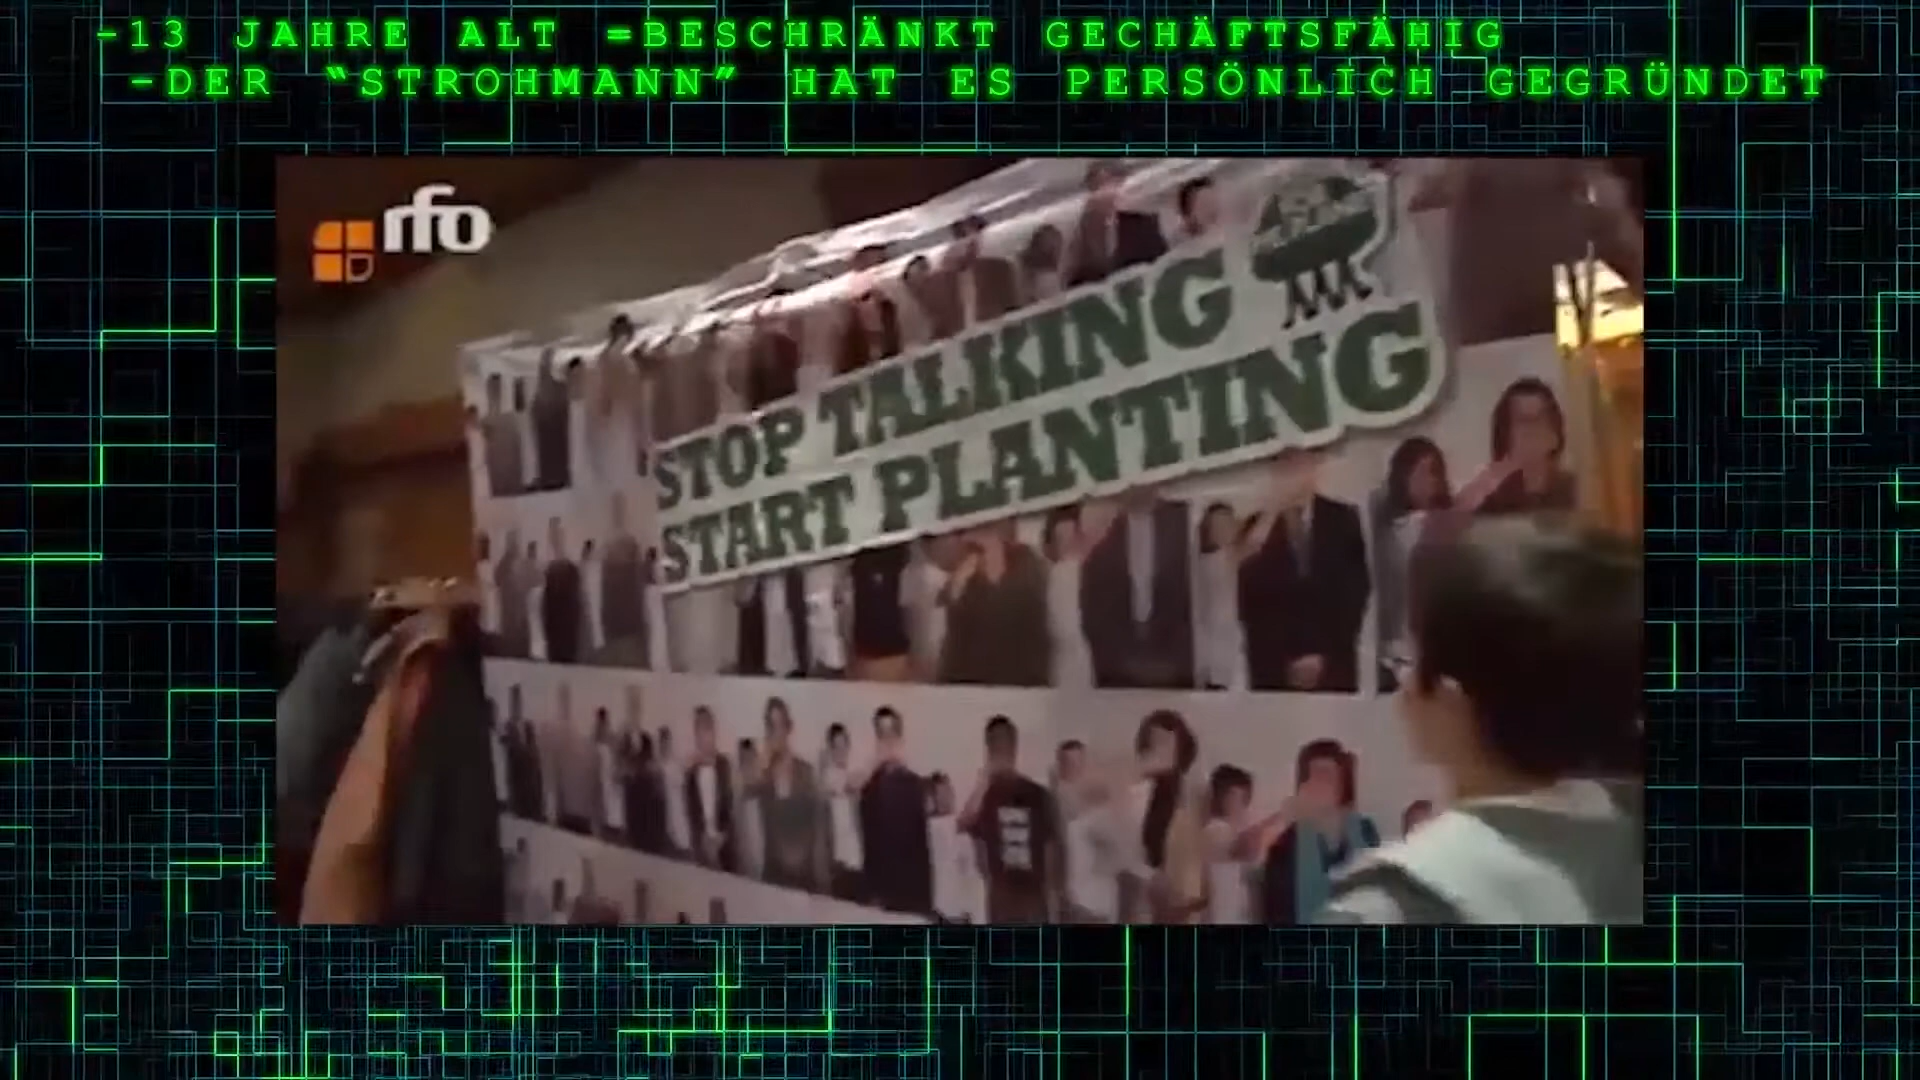 -13 JAHRE ALT =BESCHRÄNKT GECHÄFTSFÄHIG
-DER “STROHMANN” HAT ES PERSÖNLICH GEGRÜNDET
rfo
STOP TALKING
START PLANTING